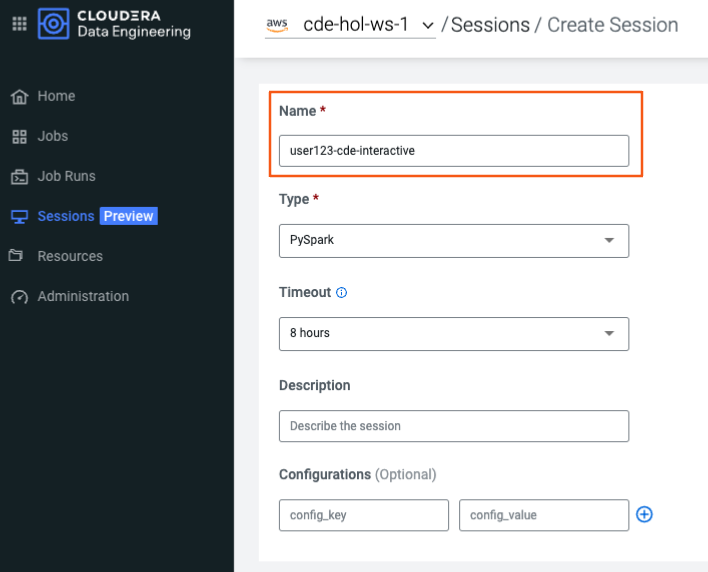 CLOUDERA
Data Engineering
Home
Jobs
Job Runs
Sessions Preview
Resources
Administration
aws cde-hol-ws-1 / Sessions / Create Session
Name *
user123-cde-interactive
Type *
PySpark
Timeout
8 hours
Description
Describe the session
Configurations (Optional)
config_key config_value